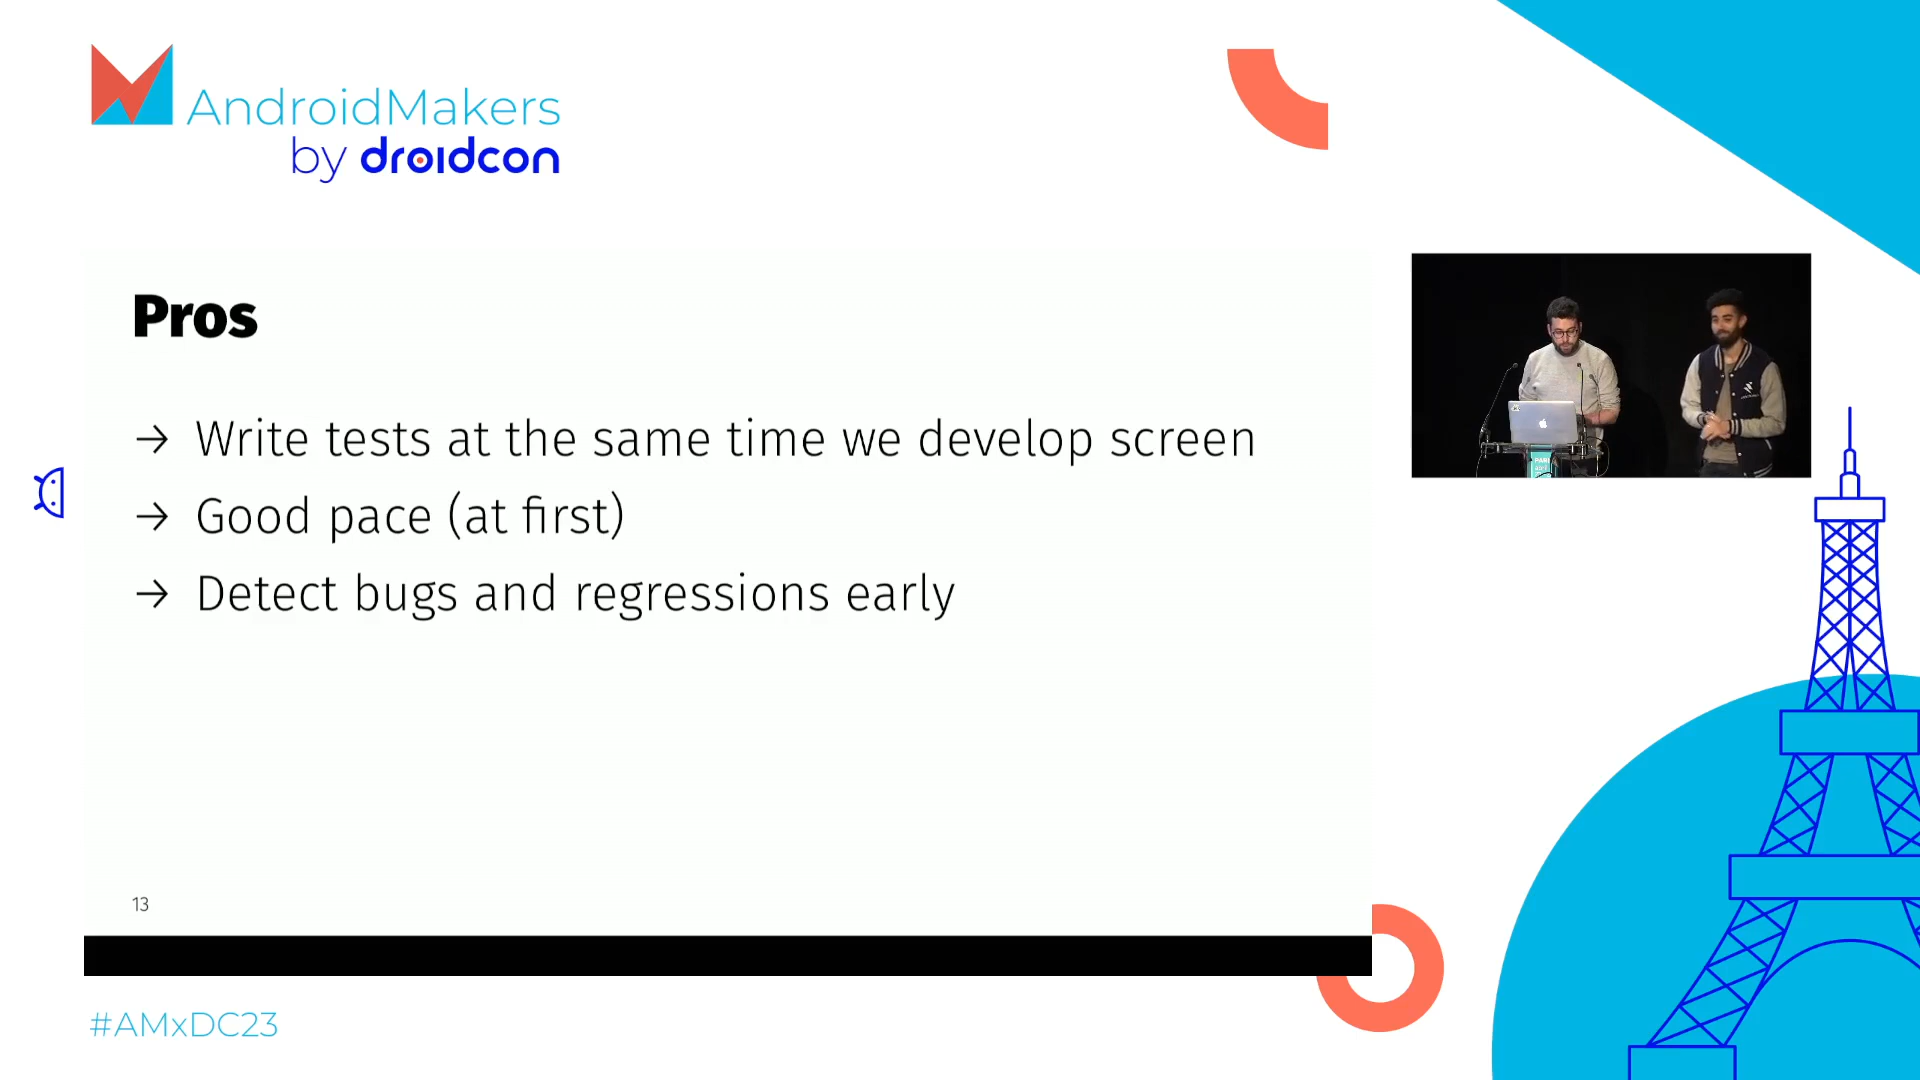 AndroidMakers
by droidcon
Pros
→ Write tests at the same time we develop screen
→ Good pace (at first)
→ Detect bugs and regressions early
13
#AMxDC23